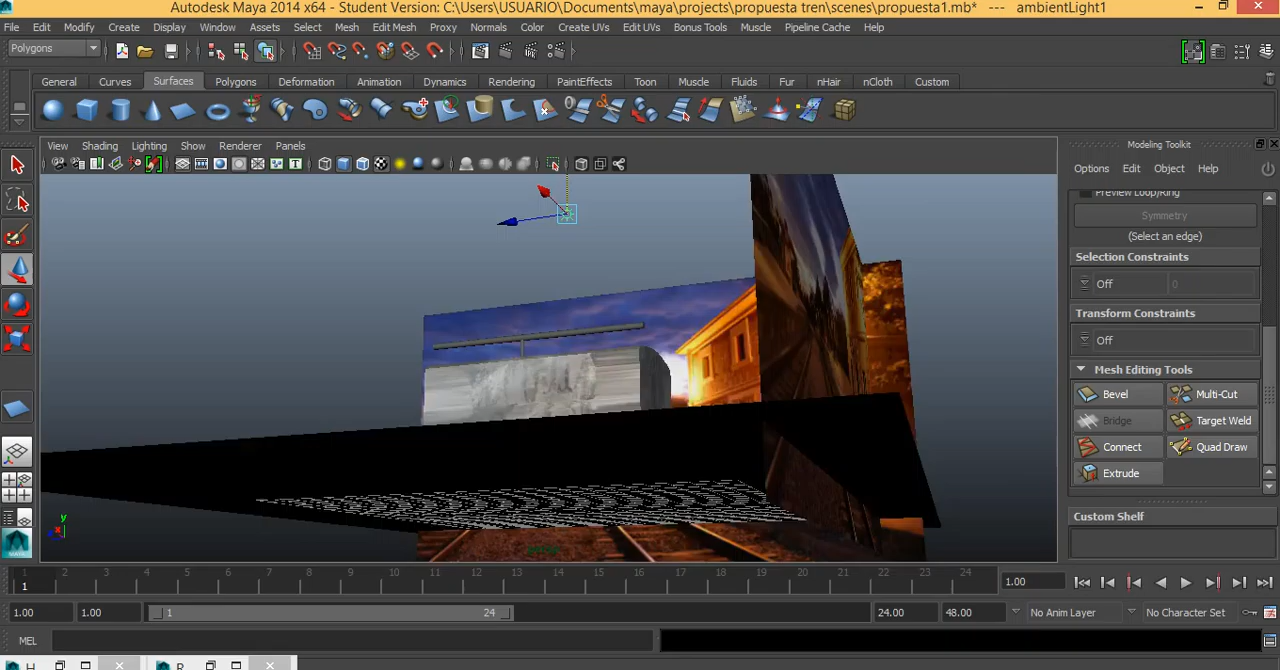 Autodesk Maya 2014 x64 - Student Version: C:\Users\USUARIO\Documents\maya\projects\propuesta tren\scenes\propuesta1.mb* --- ambientLight1
File Edit Modify Create Display Window Assets Select Mesh Edit Mesh Proxy Normals Color Create UVs Edit UVs Bonus Tools Muscle Pipeline Cache Help
Polygons
General Curves Surfaces Polygons Deformation Animation Dynamics Rendering PaintEffects Toon Muscle Fluids Fur nHair nCloth Custom
View Shading Lighting Show Renderer Panels
Modeling Toolkit
Options Edit Object Help
Preview Loop/Ring
Symmetry
(Select an edge)
Selection Constraints
Off 0
Transform Constraints
Off
Mesh Editing Tools
Bevel Multi-Cut
Bridge Target Weld
Connect Quad Draw
Extrude
Custom Shelf
y
1 2 3 4 5 6 7 8 9 10 11 12 13 14 15 16 17 18 19 20 21 22 23 24
1 1.00
1.00 1.00 1 24 24.00 48.00 No Anim Layer No Character Set
MEL
H R